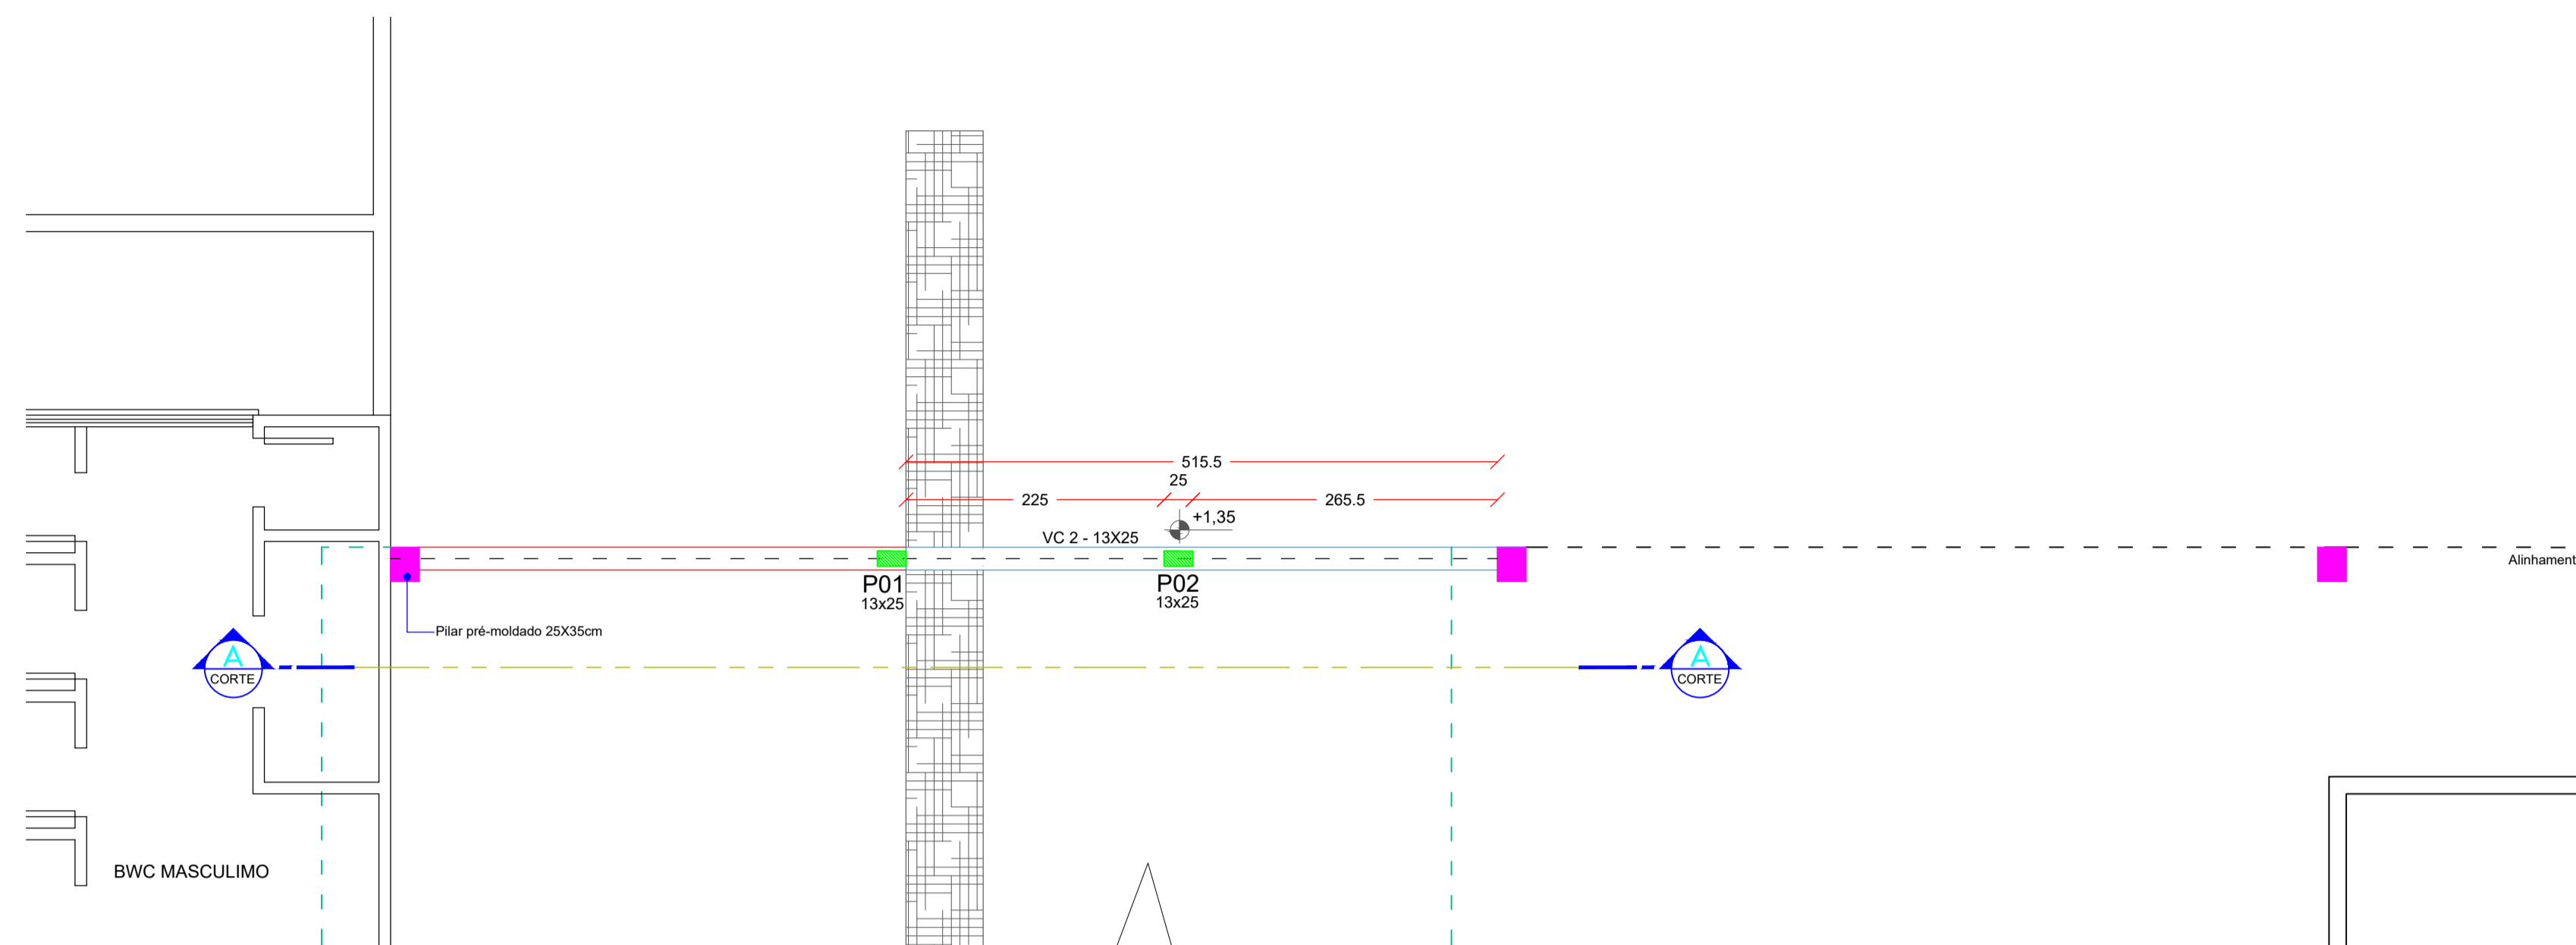 515.5
25
225
265.5
+1,35
VC 2 - 13X25
Alinhament
P01
13x25
P02
13x25
Pilar pré-moldado 25X35cm
A
CORTE
A
CORTE
BWC MASCULIMO